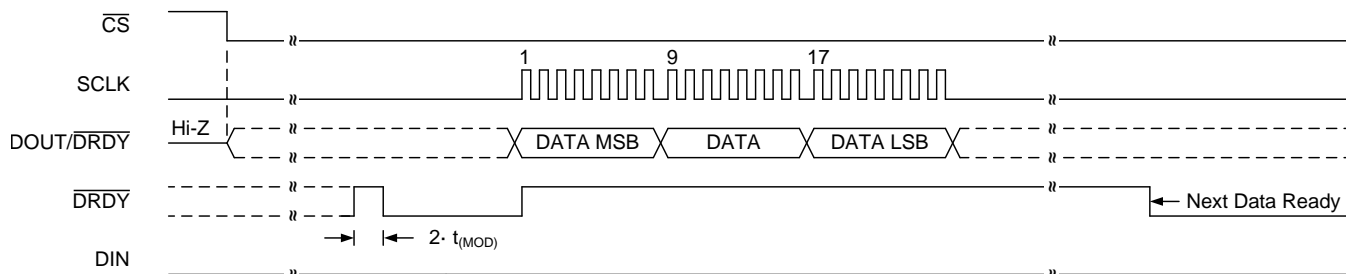 CS
1 9 17
SCLK
Hi-Z
DOUT/DRDY DATA MSB DATA DATA LSB
DRDY Next Data Ready
2· t(MOD)
DIN